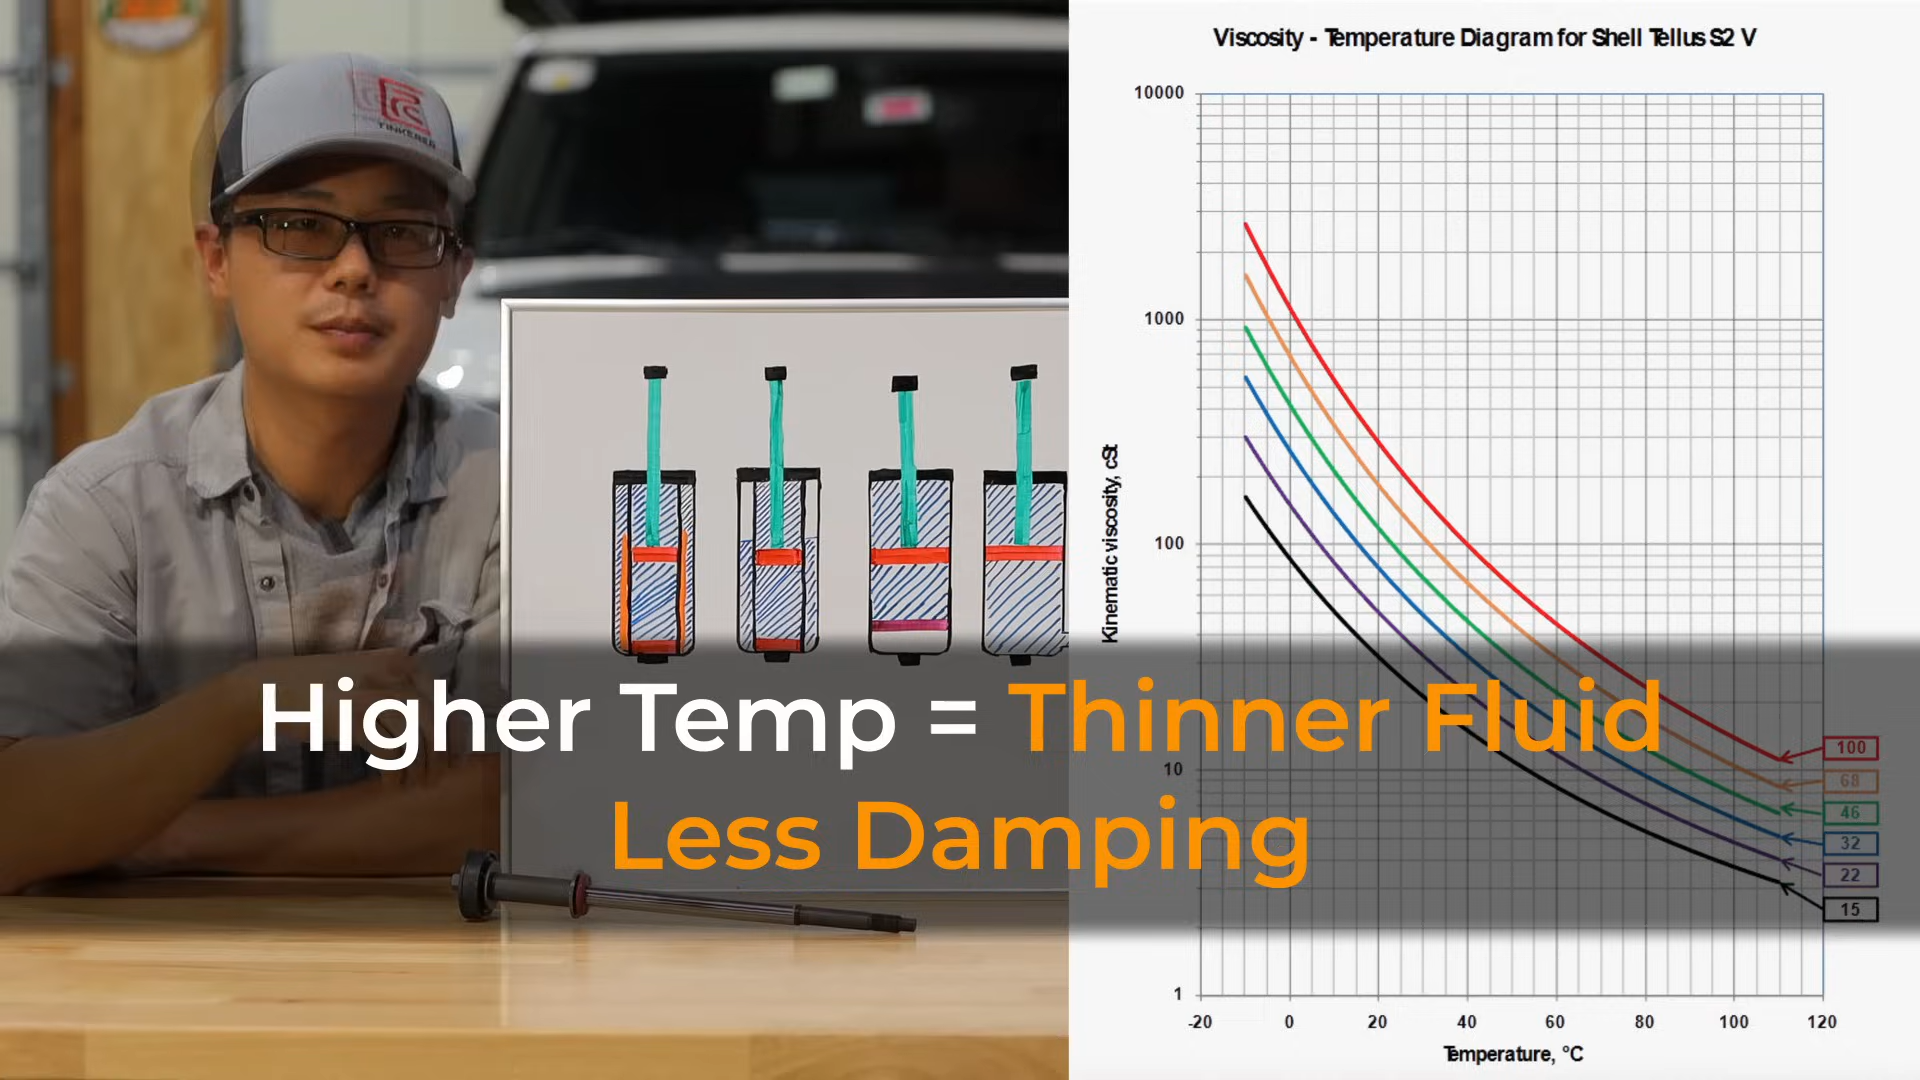 TINKERER
Viscosity - Temperature Diagram for Shell Tellus S2 V
10000
1000
100
10
1
Kinematic viscosity, cSt
-20 0 20 40 60 80 100 120
Temperature, °C
100
68
46
32
22
15
Higher Temp = Thinner Fluid
Less Damping